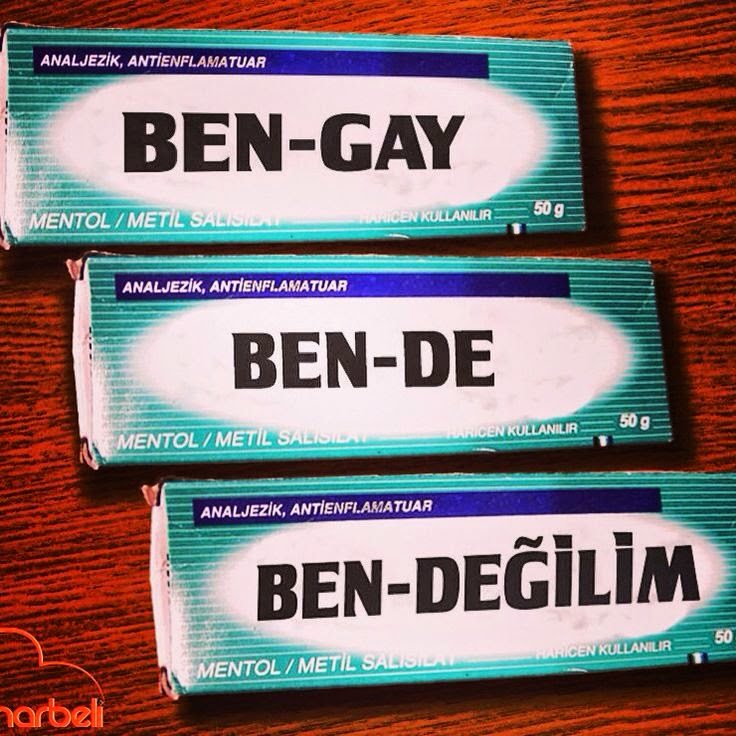 ANALJEZİK, ANTİENFLAMATUAR
BEN-GAY
MENTOL / METİL SALİSİLAT HARİCEN KULLANILIR 50 g
ANALJEZİK, ANTİENFLAMATUAR
BEN-DE
MENTOL / METİL SALİSİLAT HARİCEN KULLANILIR 50 g
ANALJEZİK, ANTİENFLAMATUAR
BEN-DEĞİLİM
MENTOL / METİL SALİSİLAT HARİCEN KULLANILIR 50
narbeli